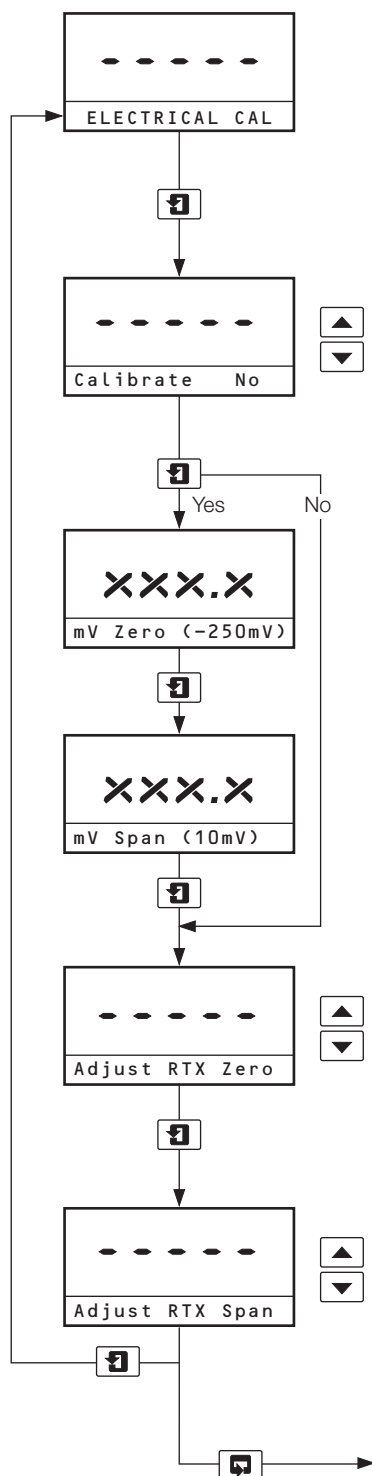 - - - - -
ELECTRICAL CAL
- - - - -
Calibrate No
Yes No
xxx.x
mV Zero (-250mV)
xxx.x
mV Span (10mV)
- - - - -
Adjust RTX Zero
- - - - -
Adjust RTX Span